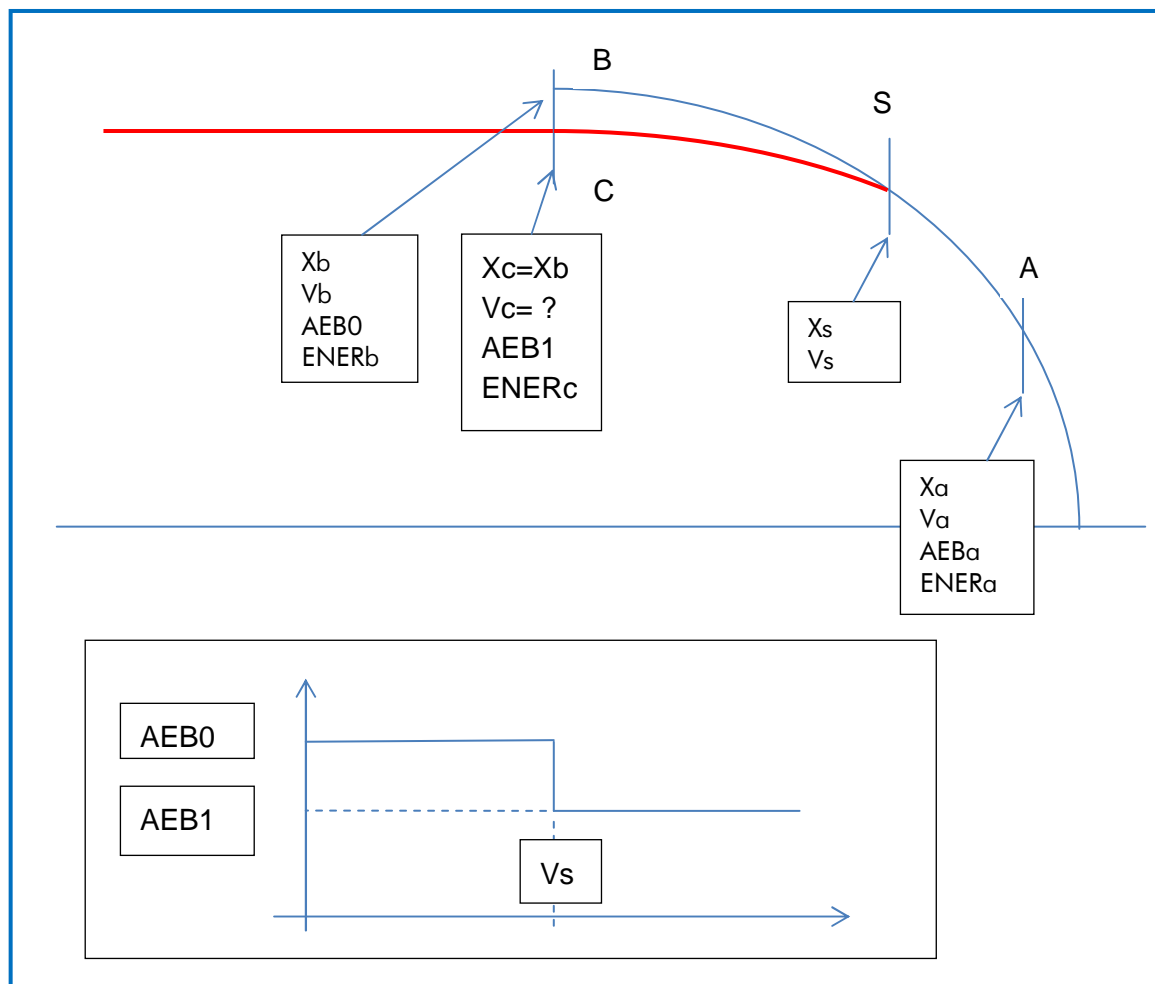 B
S
C
A
Xb
Vb
AEB0
ENERb
Xc=Xb
Vc= ?
AEB1
ENERc
Xs
Vs
Xa
Va
AEBa
ENERa
AEB0
AEB1
Vs